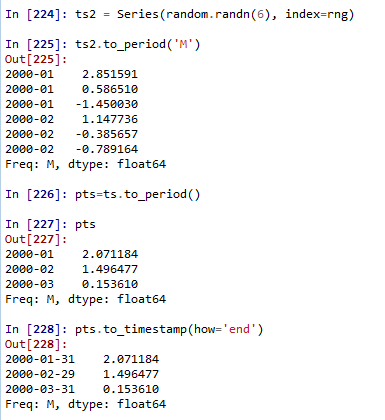 In [224]: ts2 = Series(random.randn(6), index=rng)
In [225]: ts2.to_period('M')
Out[225]:
2000-01    2.851591
2000-01    0.586510
2000-01   -1.450030
2000-02    1.147736
2000-02   -0.385657
2000-02   -0.789164
Freq: M, dtype: float64
In [226]: pts=ts.to_period()
In [227]: pts
Out[227]:
2000-01    2.071184
2000-02    1.496477
2000-03    0.153610
Freq: M, dtype: float64
In [228]: pts.to_timestamp(how='end')
Out[228]:
2000-01-31    2.071184
2000-02-29    1.496477
2000-03-31    0.153610
Freq: M, dtype: float64